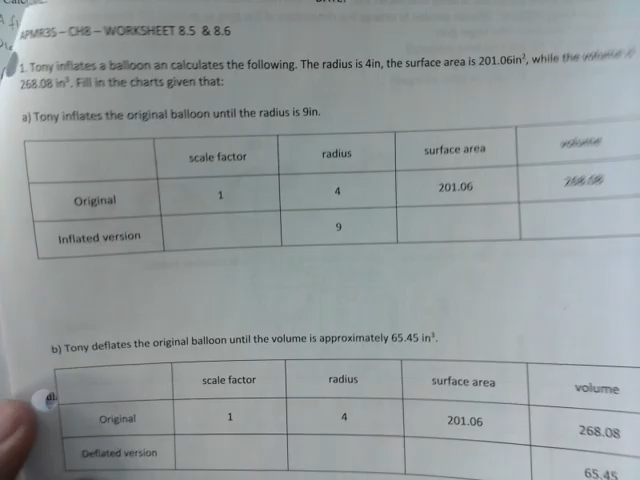 APMR3S – CH8 – WORKSHEET 8.5 & 8.6
1. Tony inflates a balloon an calculates the following. The radius is 4in, the surface area is 201.06in², while the volume is
268.08 in³. Fill in the charts given that:
a) Tony inflates the original balloon until the radius is 9in.
scale factor radius surface area volume
Original 1 4 201.06 268.08
Inflated version 9
b) Tony deflates the original balloon until the volume is approximately 65.45 in³.
scale factor radius surface area volume
Original 1 4 201.06 268.08
Deflated version 65.45